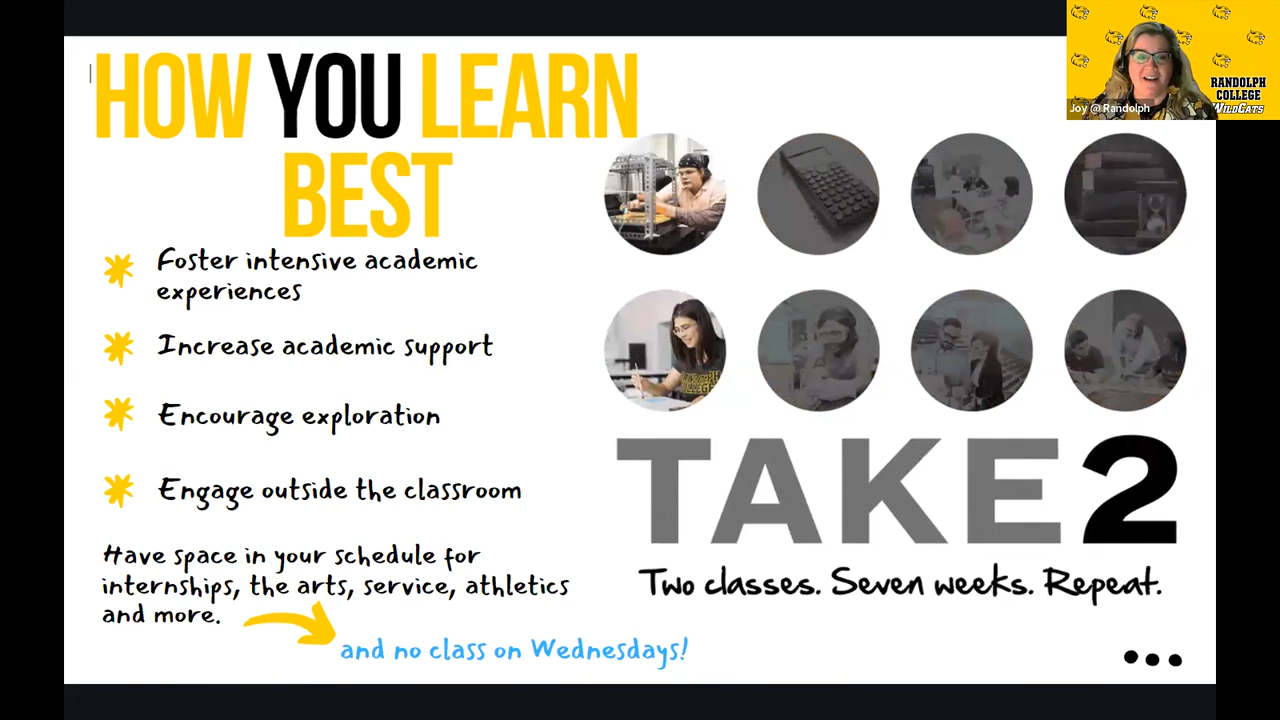 HOW YOU LEARN
BEST
Foster intensive academic
experiences
Increase academic support
Encourage exploration
Engage outside the classroom
Have space in your schedule for
internships, the arts, service, athletics
and more.
and no class on Wednesdays!
TAKE2
Two classes. Seven weeks. Repeat.
RANDOLPH
COLLEGE
WILDCATS
Joy @ Randolph
RANDOLPH
COLLEGE